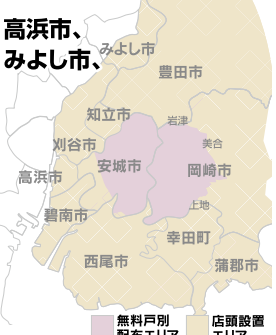 高浜市、
みよし市、
みよし市
豊田市
知立市
岩津
刈谷市
美合
安城市
岡崎市
高浜市
上地
碧南市
幸田町
西尾市
蒲郡市
無料戸別
配布エリア
店頭設置
エリア